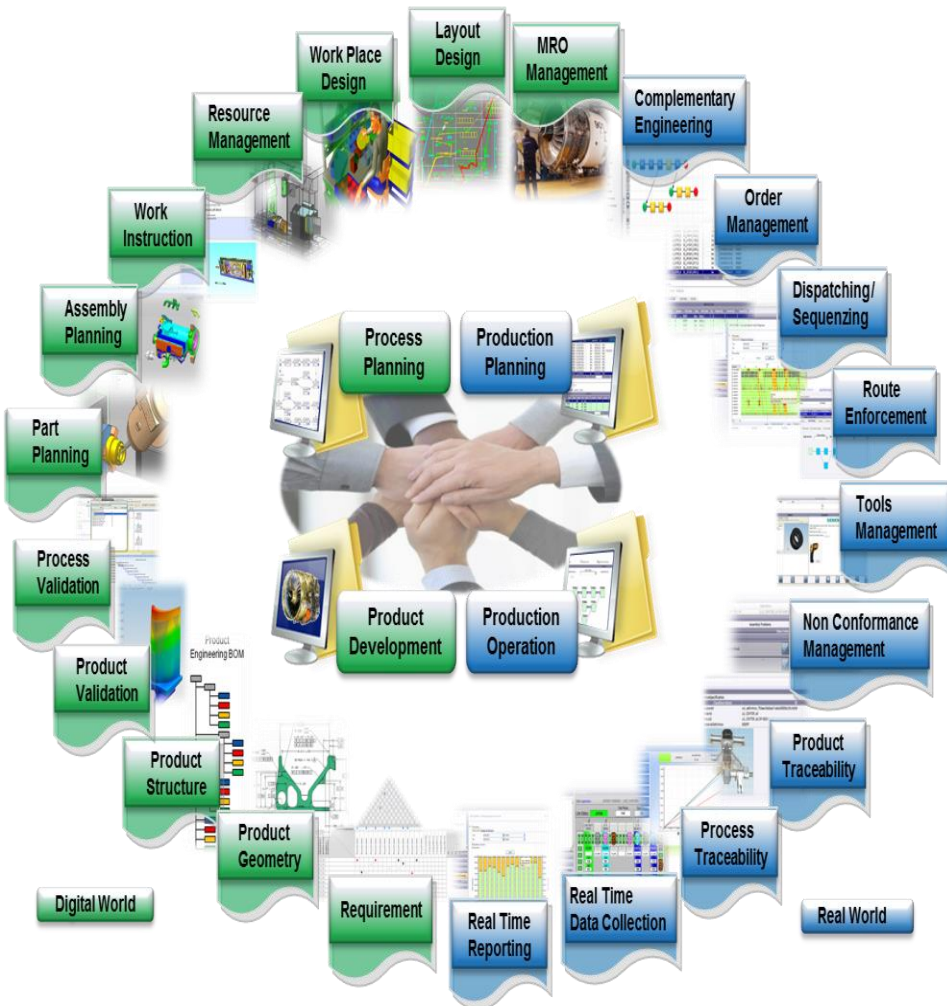 Layout
Design
MRO
Management
Work Place
Design
Complementary
Engineering
Resource
Management
Order
Management
Work
Instruction
Dispatching/
Sequenzing
Assembly
Planning
Process
Planning
Production
Planning
Route
Enforcement
Part
Planning
Tools
Management
Process
Validation
Non Conformance
Management
Product
Development
Production
Operation
Product
Engineering BOM
Product
Validation
Product
Structure
Product
Traceability
Product
Geometry
Process
Traceability
Digital World
Requirement
Real Time
Reporting
Real Time
Data Collection
Real World